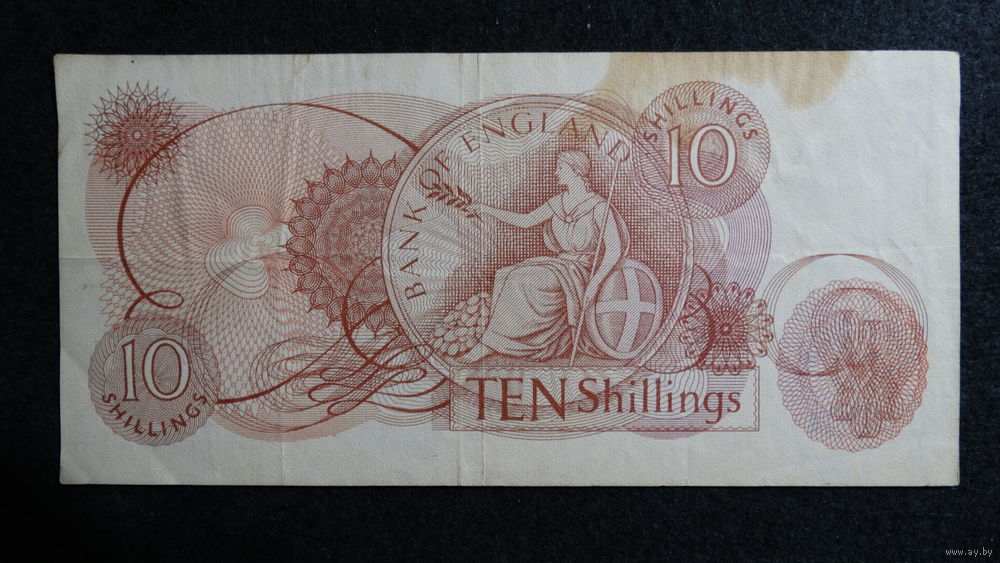 BANK OF ENGLAND
SHILLINGS
10
10
SHILLINGS
TEN Shillings
www.ay.by